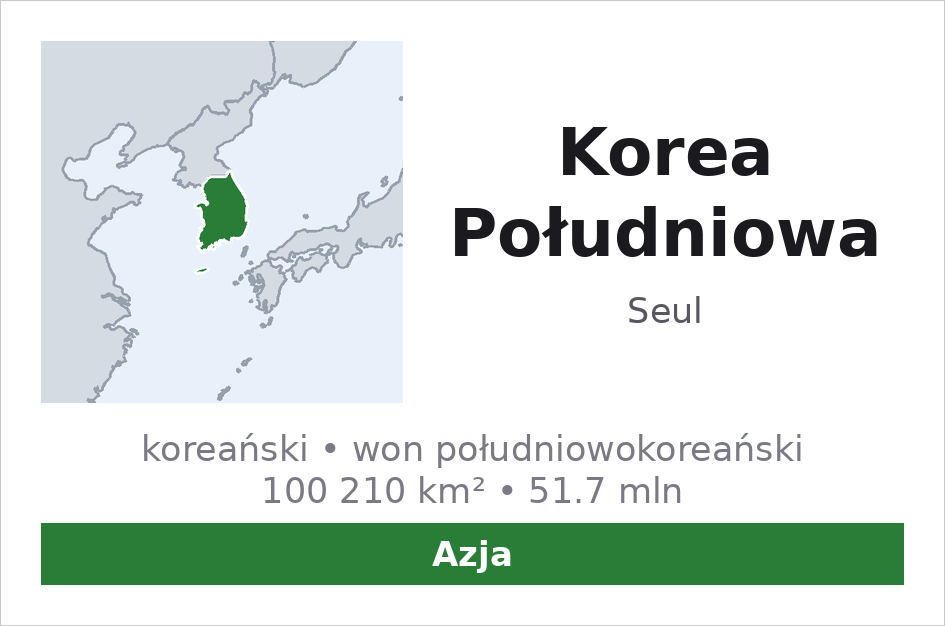 Korea
Południowa
Seul
koreański • won południowokoreański
100 210 km² • 51.7 mln
Azja